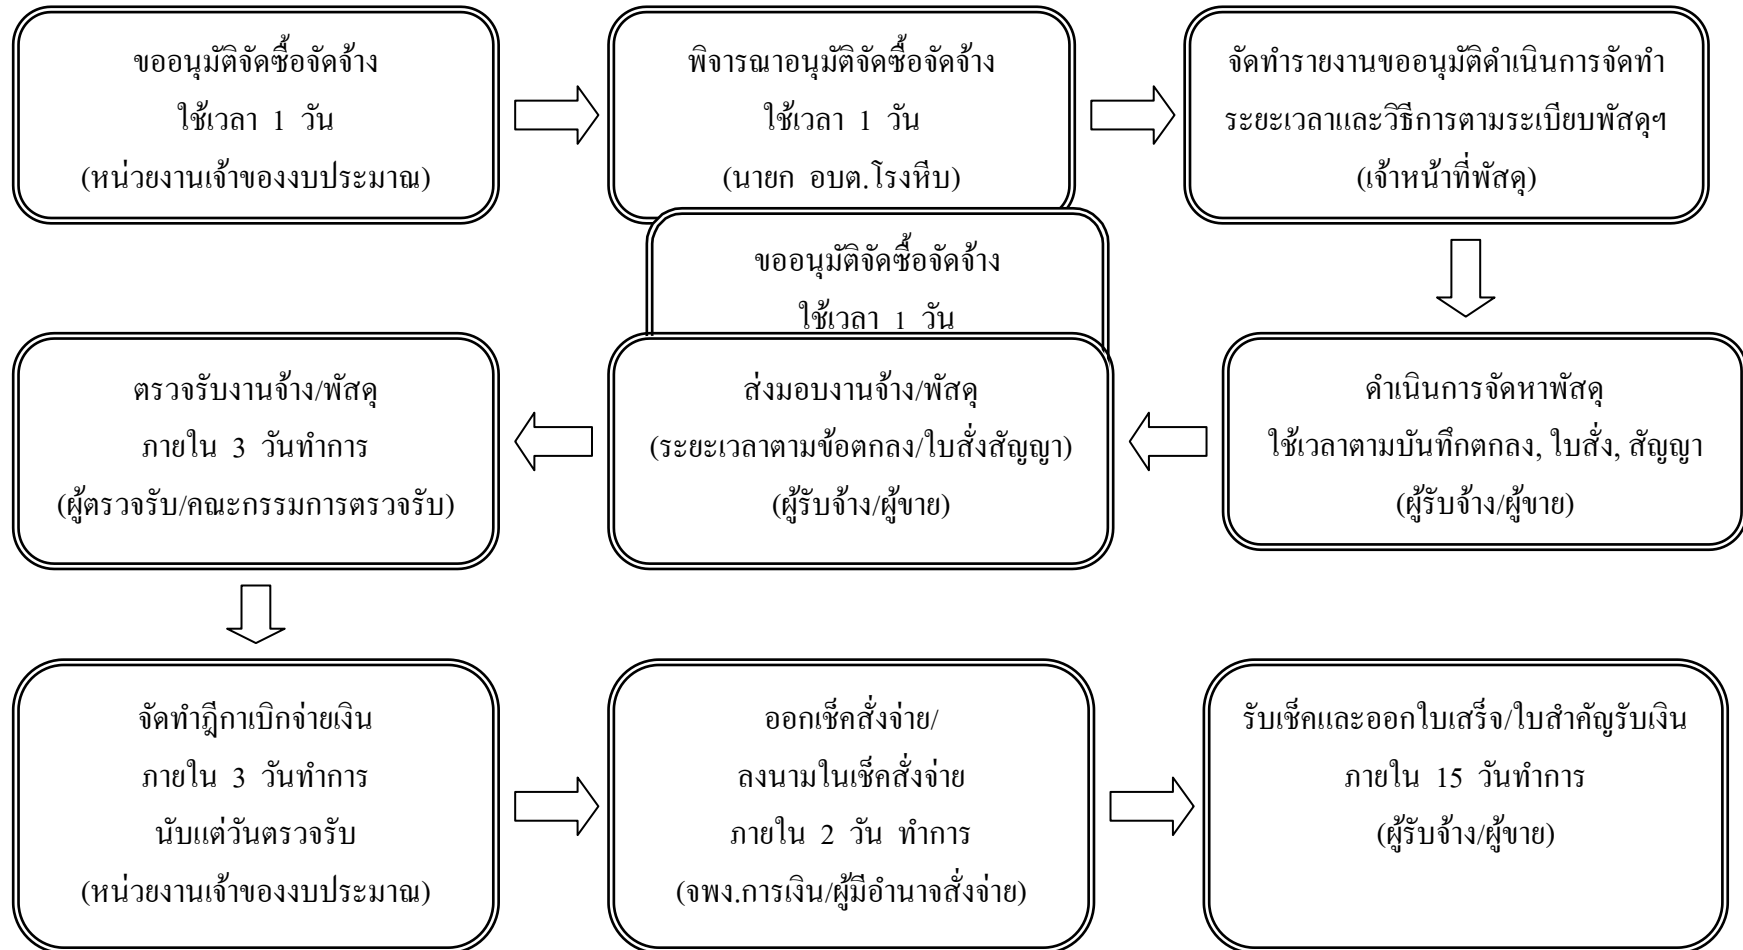 ขออนุมัติจัดซื้อจัดจ้าง
ใช้เวลา 1 วัน
(หน่วยงานเจ้าของงบประมาณ)
พิจารณาอนุมัติจัดซื้อจัดจ้าง
ใช้เวลา 1 วัน
(นายก อบต.โรงหีบ)
จัดทำรายงานขออนุมัติดำเนินการจัดทำ
ระยะเวลาและวิธีการตามระเบียบพัสดุฯ
(เจ้าหน้าที่พัสดุ)
ขออนุมัติจัดซื้อจัดจ้าง
ใช้เวลา 1 วัน
ดำเนินการจัดหาพัสดุ
ใช้เวลาตามบันทึกตกลง, ใบสั่ง, สัญญา
(ผู้รับจ้าง/ผู้ขาย)
ส่งมอบงานจ้าง/พัสดุ
(ระยะเวลาตามข้อตกลง/ใบสั่งสัญญา)
(ผู้รับจ้าง/ผู้ขาย)
ตรวจรับงานจ้าง/พัสดุ
ภายใน 3 วันทำการ
(ผู้ตรวจรับ/คณะกรรมการตรวจรับ)
จัดทำฎีกาเบิกจ่ายเงิน
ภายใน 3 วันทำการ
นับแต่วันตรวจรับ
(หน่วยงานเจ้าของงบประมาณ)
ออกเช็คสั่งจ่าย/
ลงนามในเช็คสั่งจ่าย
ภายใน 2 วัน ทำการ
(จพง.การเงิน/ผู้มีอำนาจสั่งจ่าย)
รับเช็คและออกใบเสร็จ/ใบสำคัญรับเงิน
ภายใน 15 วันทำการ
(ผู้รับจ้าง/ผู้ขาย)